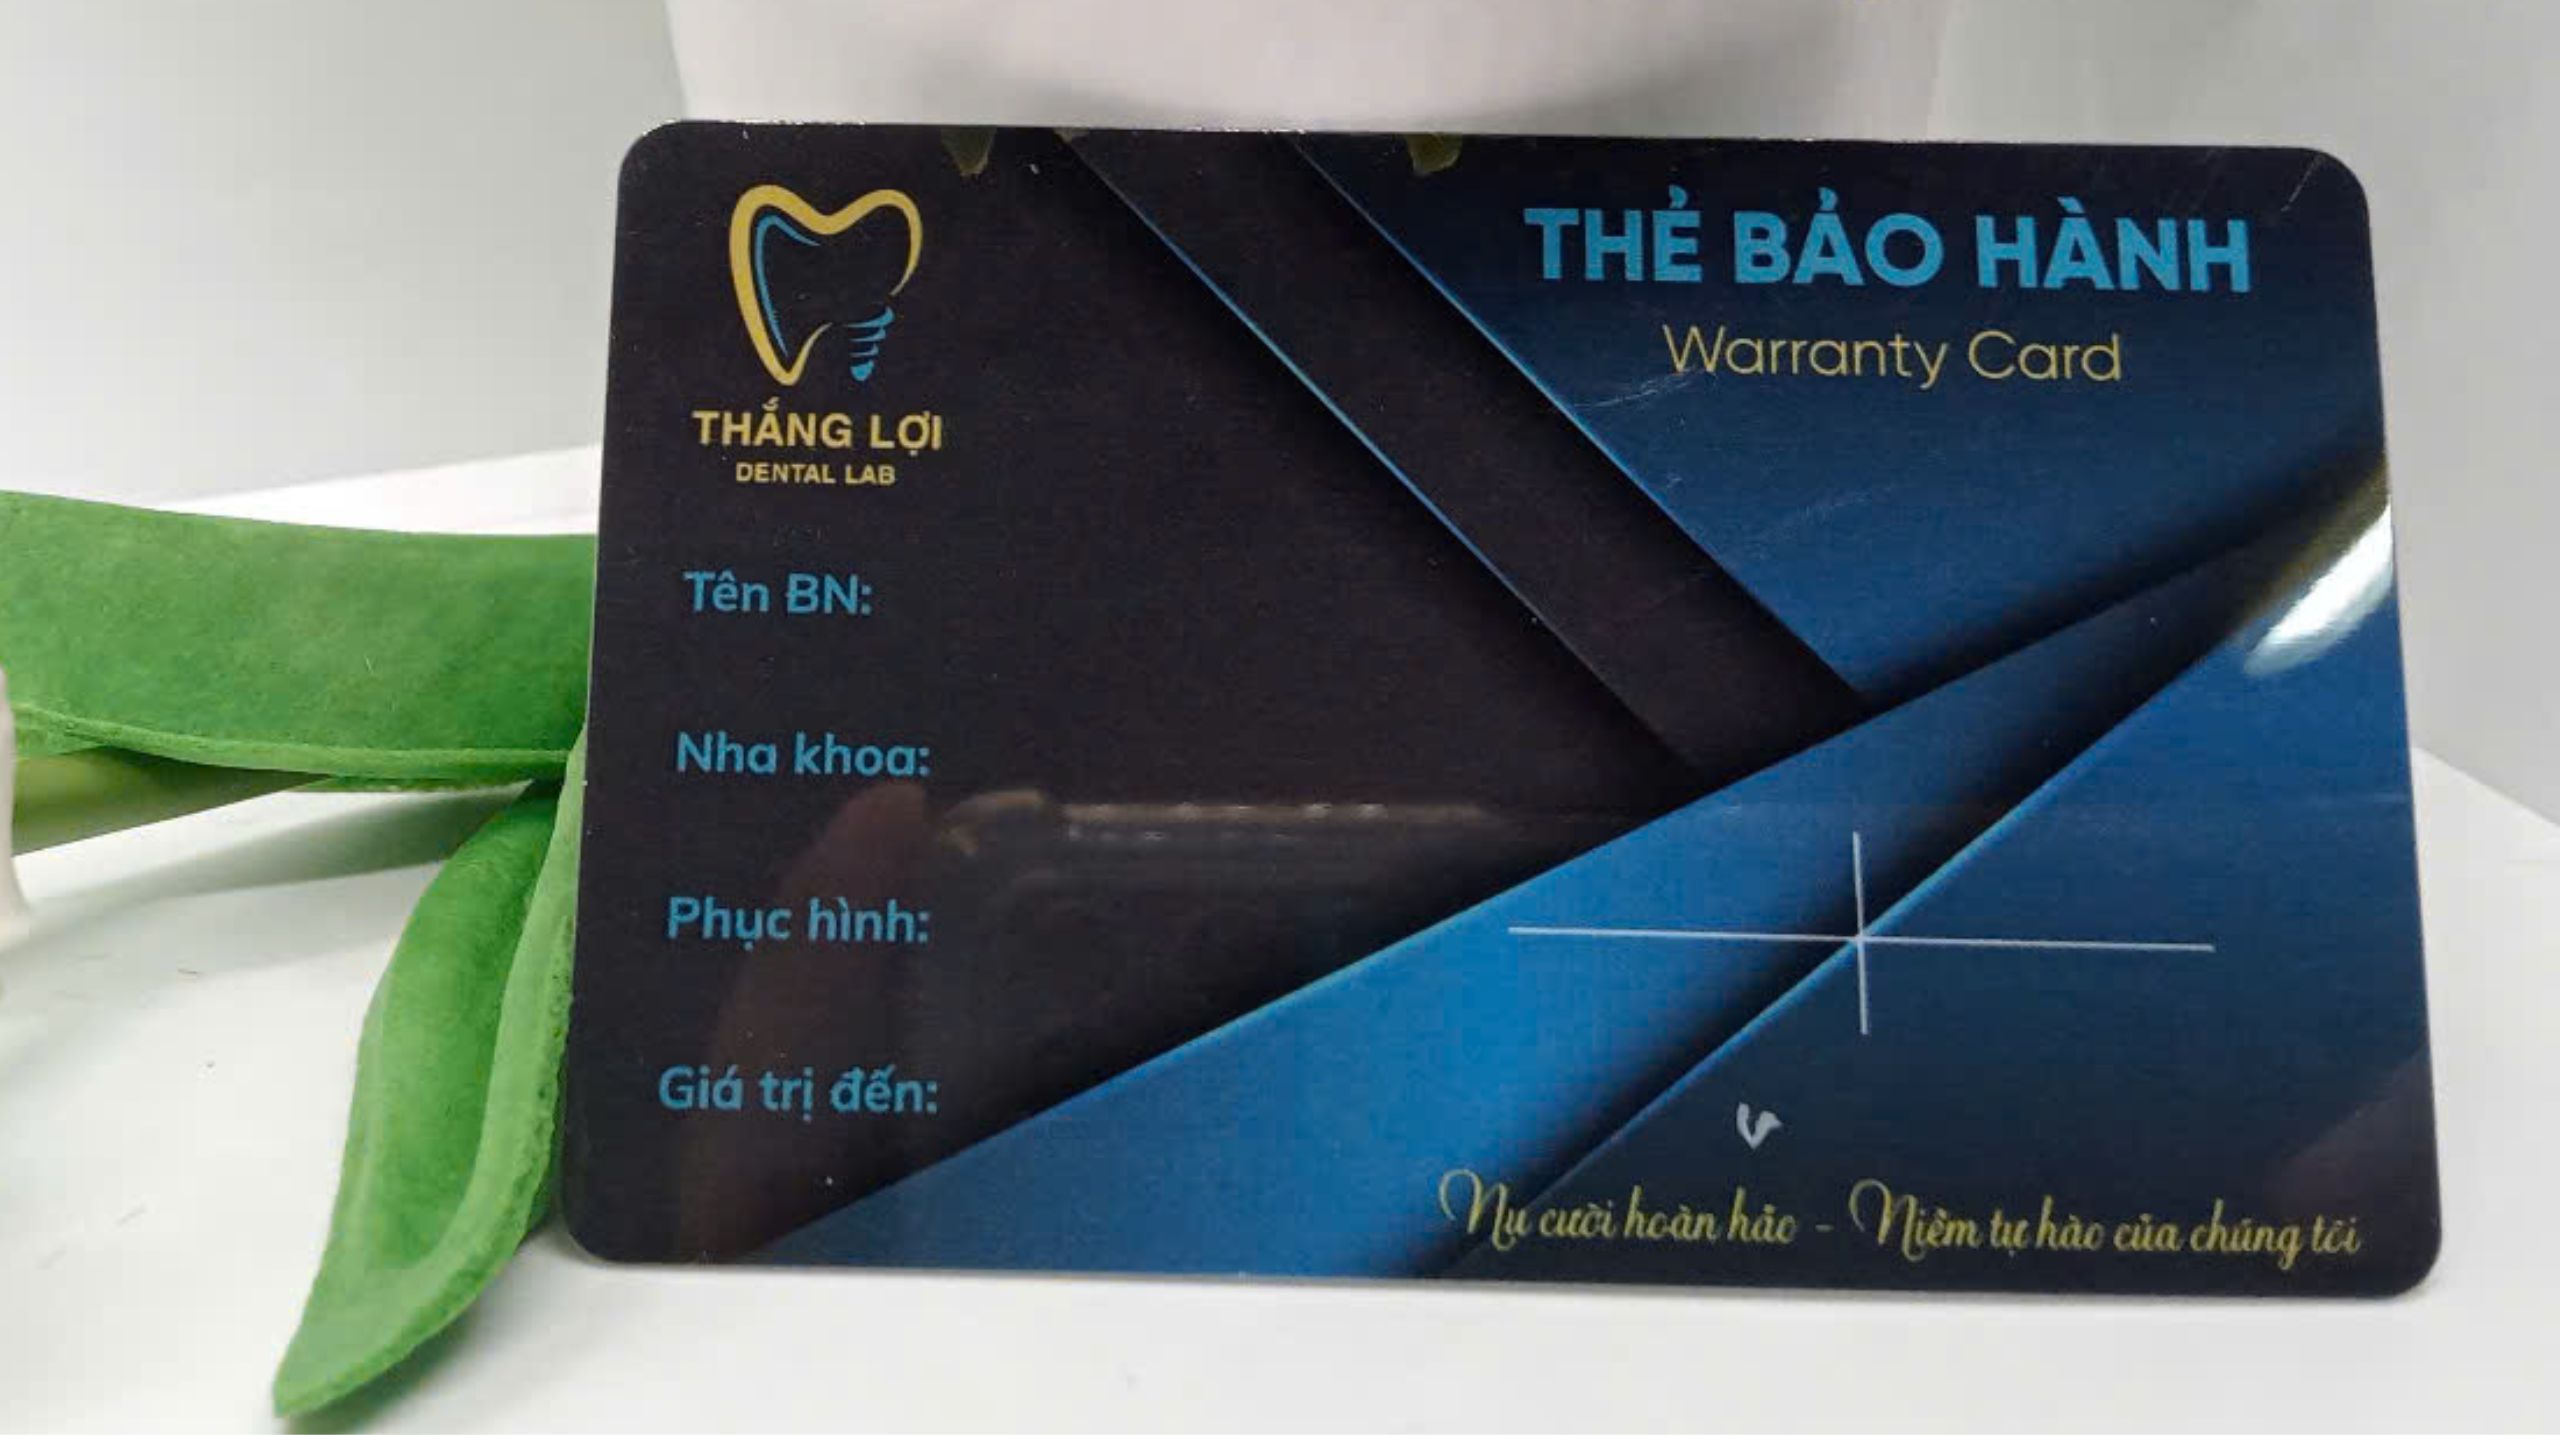 THẮNG LỢI
DENTAL LAB
THẺ BẢO HÀNH
Warranty Card
Tên BN:
Nha khoa:
Phục hình:
Giá trị đến:
Nụ cười hoàn hảo - Niềm tự hào của chúng tôi